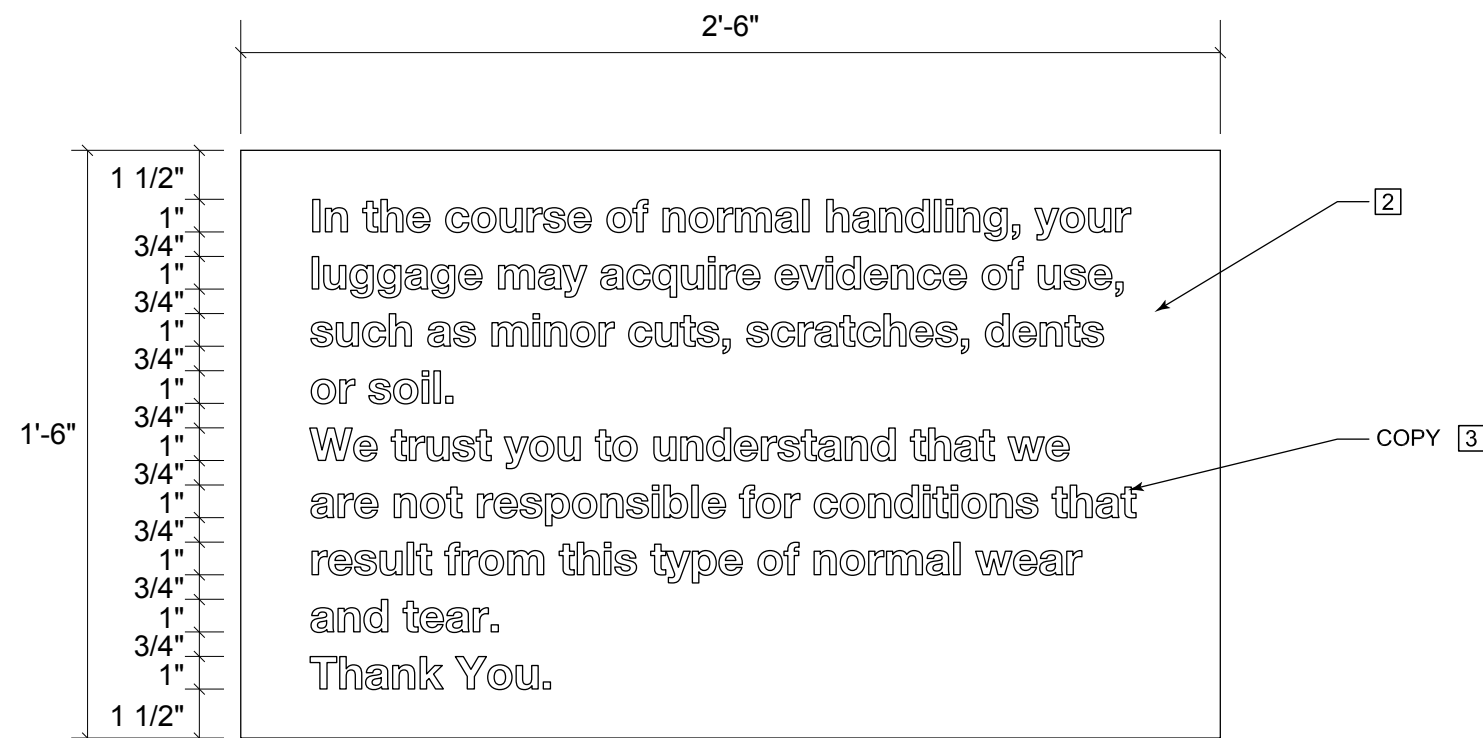 2'-6"
1 1/2"
1"
3/4"
1"
3/4"
1"
3/4"
1"
3/4"
1"
3/4"
1"
3/4"
1"
3/4"
1"
3/4"
1"
1 1/2"
1'-6"
In the course of normal handling, your
luggage may acquire evidence of use,
such as minor cuts, scratches, dents
or soil.
We trust you to understand that we
are not responsible for conditions that
result from this type of normal wear
and tear.
Thank You.
2
COPY 3